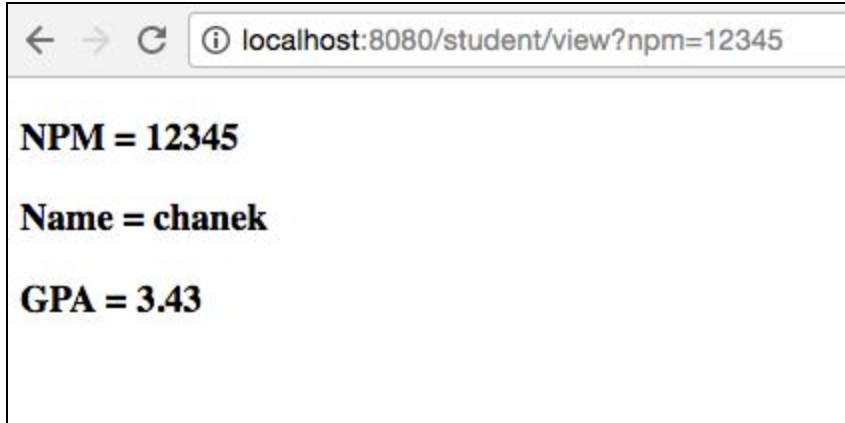 localhost:8080/student/view?npm=12345
NPM = 12345
Name = chanek
GPA = 3.43